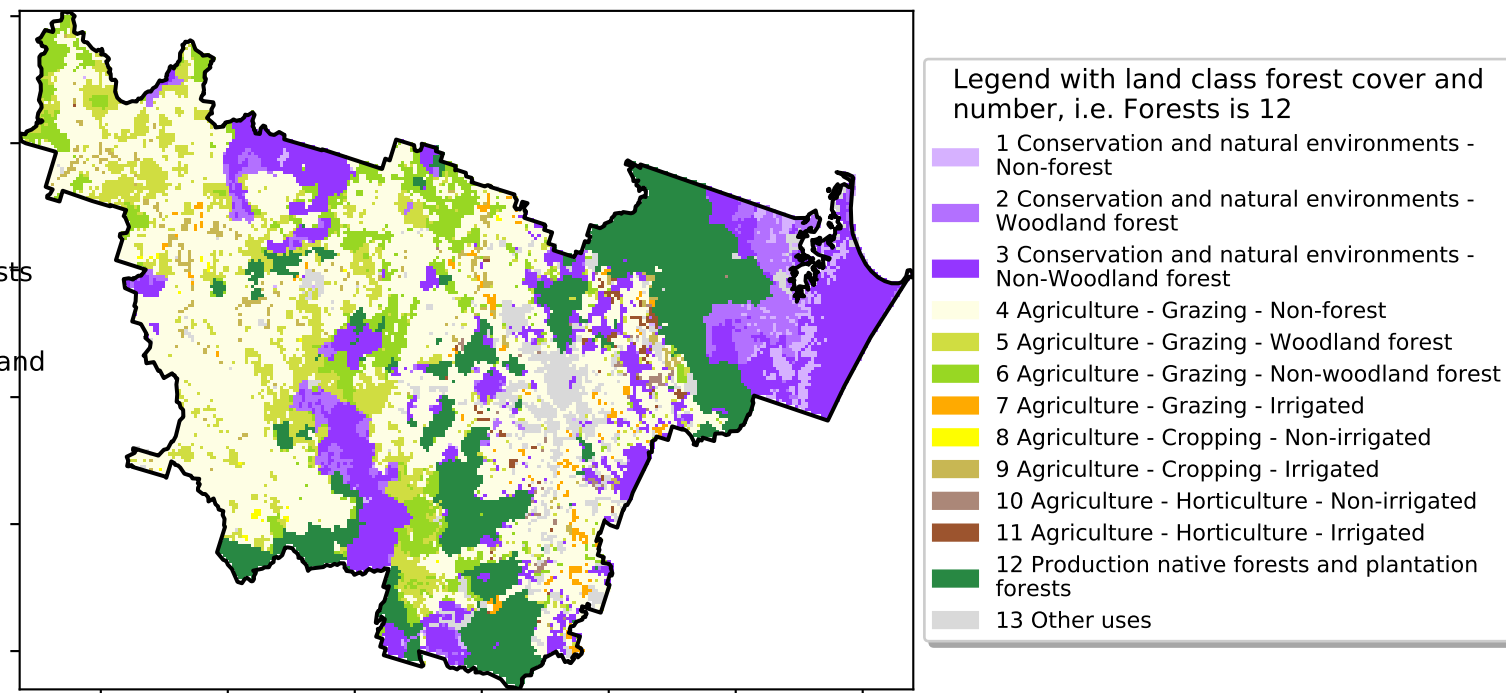 sts
and
Legend with land class forest cover and
number, i.e. Forests is 12
1 Conservation and natural environments -
Non-forest
2 Conservation and natural environments -
Woodland forest
3 Conservation and natural environments -
Non-Woodland forest
4 Agriculture - Grazing - Non-forest
5 Agriculture - Grazing - Woodland forest
6 Agriculture - Grazing - Non-woodland forest
7 Agriculture - Grazing - Irrigated
8 Agriculture - Cropping - Non-irrigated
9 Agriculture - Cropping - Irrigated
10 Agriculture - Horticulture - Non-irrigated
11 Agriculture - Horticulture - Irrigated
12 Production native forests and plantation
forests
13 Other uses